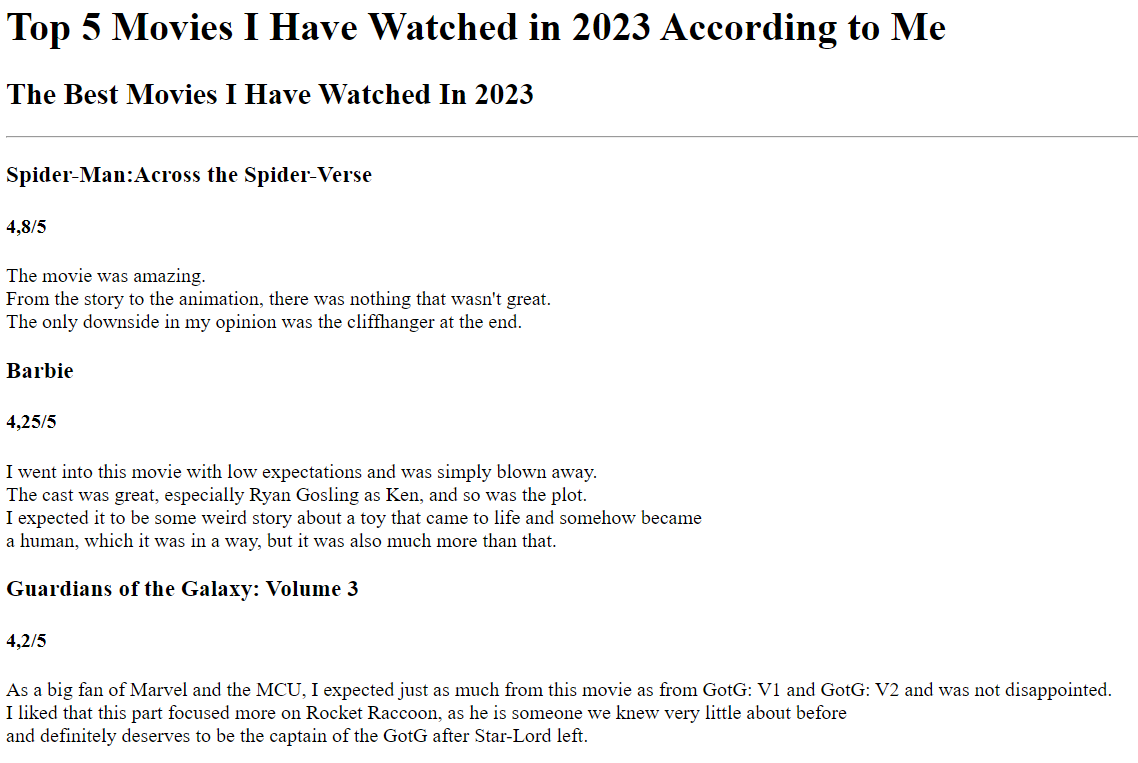 Top 5 Movies I Have Watched in 2023 According to Me
The Best Movies I Have Watched In 2023
Spider-Man:Across the Spider-Verse
4,8/5
The movie was amazing.
From the story to the animation, there was nothing that wasn't great.
The only downside in my opinion was the cliffhanger at the end.
Barbie
4,25/5
I went into this movie with low expectations and was simply blown away.
The cast was great, especially Ryan Gosling as Ken, and so was the plot.
I expected it to be some weird story about a toy that came to life and somehow became
a human, which it was in a way, but it was also much more than that.
Guardians of the Galaxy: Volume 3
4,2/5
As a big fan of Marvel and the MCU, I expected just as much from this movie as from GotG: V1 and GotG: V2 and was not disappointed.
I liked that this part focused more on Rocket Raccoon, as he is someone we knew very little about before
and definitely deserves to be the captain of the GotG after Star-Lord left.